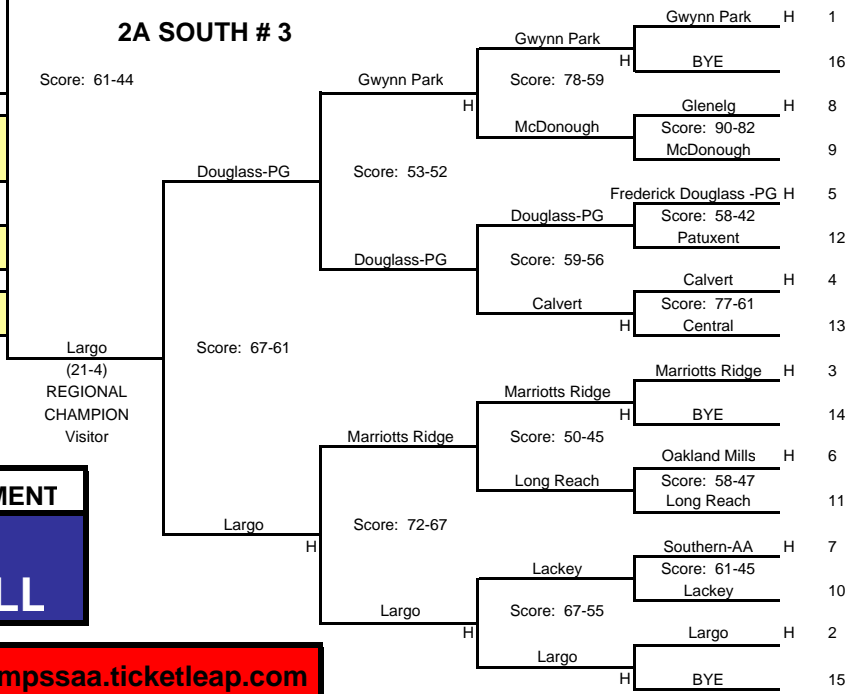 2A SOUTH # 3
Gwynn Park H 1
Gwynn Park
H BYE 16
Score: 61-44
Gwynn Park
Score: 78-59
H
Glenelg H 8
McDonough
Score: 90-82
McDonough 9
Douglass-PG
Score: 53-52
Frederick Douglass -PG H 5
Douglass-PG
Score: 58-42
Patuxent 12
Douglass-PG
Score: 59-56
Calvert H 4
Calvert
Score: 77-61
H Central 13
Largo
Score: 67-61
(21-4)
REGIONAL
CHAMPION
Visitor
Marriotts Ridge H 3
Marriotts Ridge
H BYE 14
Marriotts Ridge
Score: 50-45
Oakland Mills H 6
Long Reach
Score: 58-47
Long Reach 11
MENT
LL
Largo
H
Score: 72-67
Southern-AA H 7
Lackey
Score: 61-45
Lackey 10
Largo
Score: 67-55
H
Largo H 2
Largo
H BYE 15
mpssaa.ticketleap.com